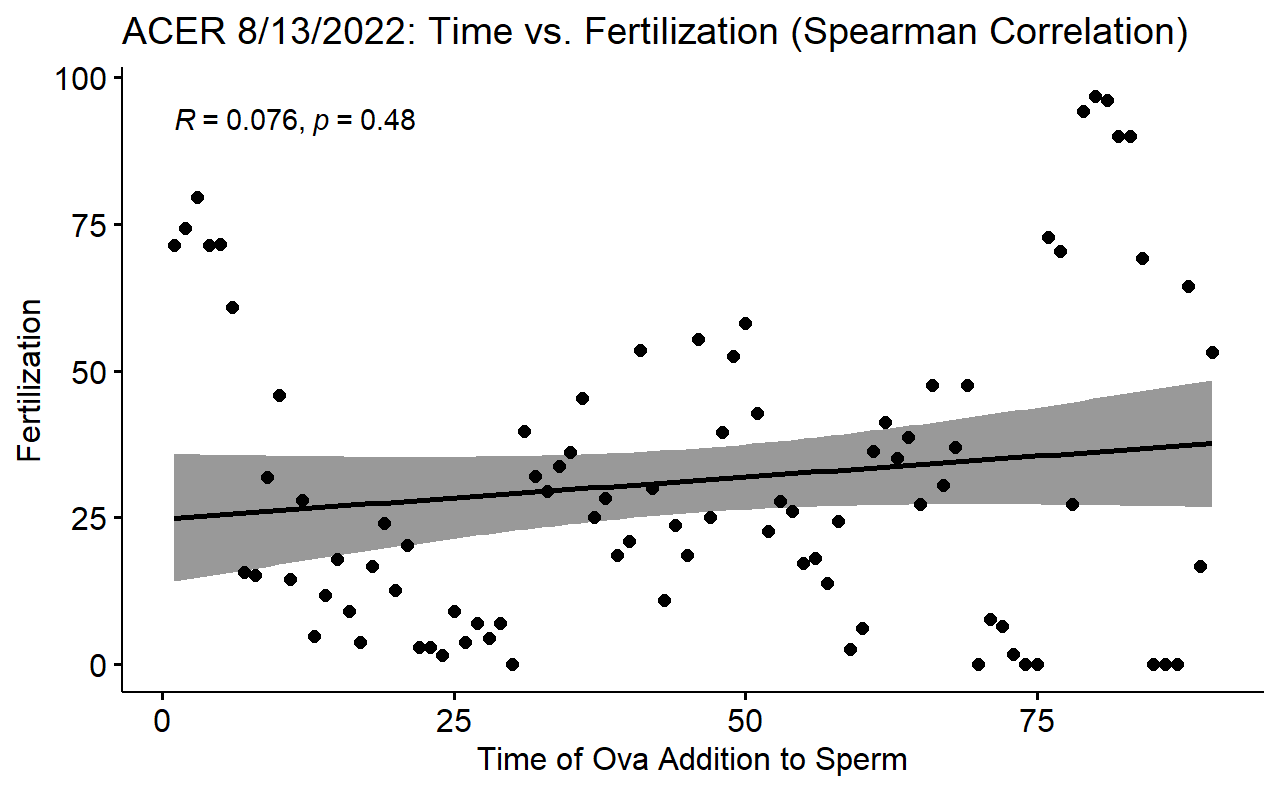 ACER 8/13/2022: Time vs. Fertilization (Spearman Correlation)
R = 0.076, p = 0.48
100
75
50
25
0
Fertilization
0 25 50 75
Time of Ova Addition to Sperm